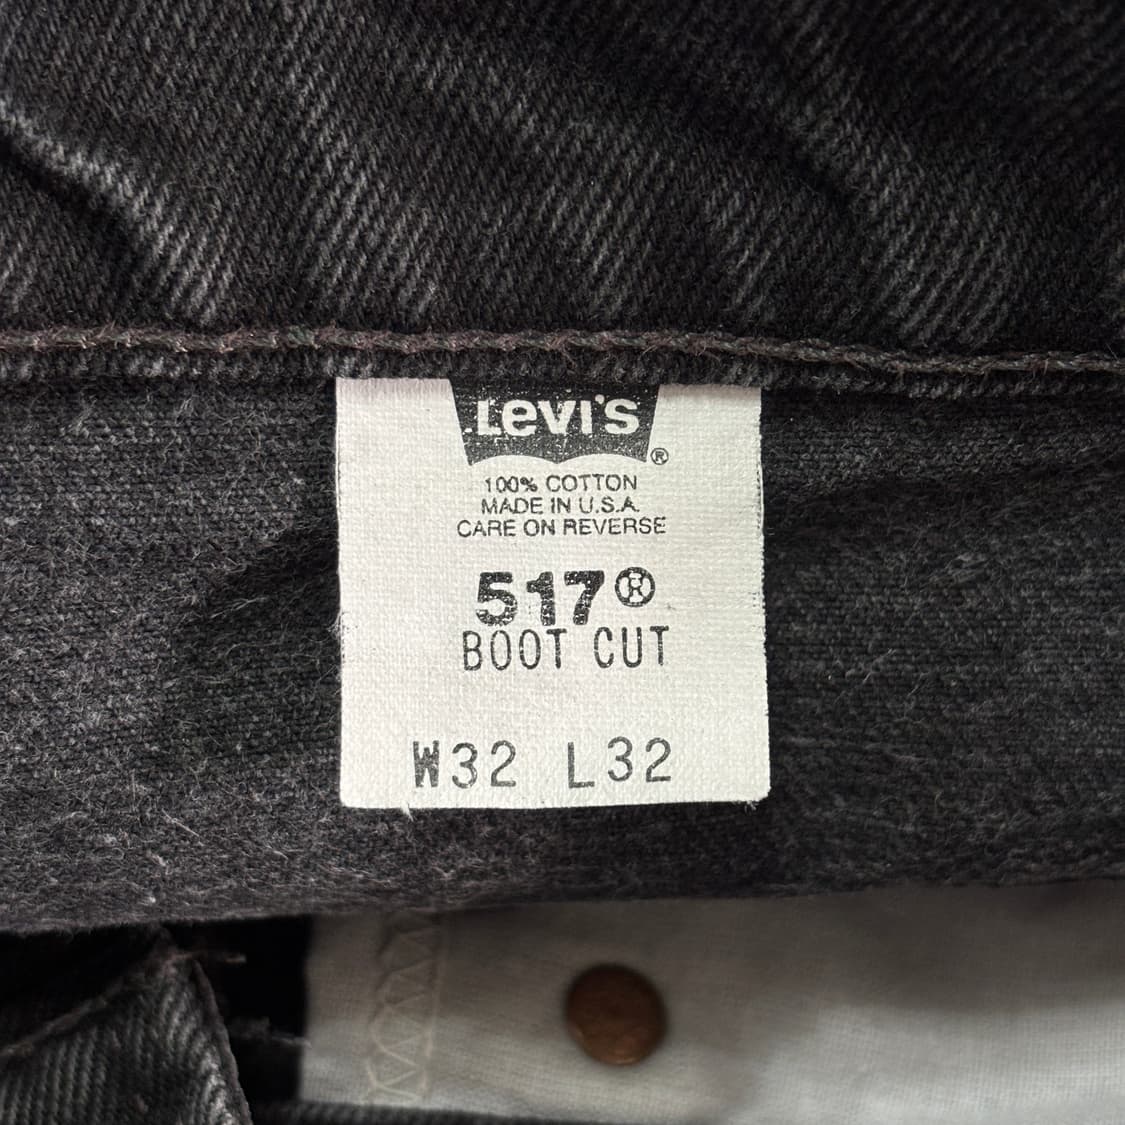 Levi's ®
100% COTTON
MADE IN U.S.A.
CARE ON REVERSE
517®
BOOT CUT
W32 L32